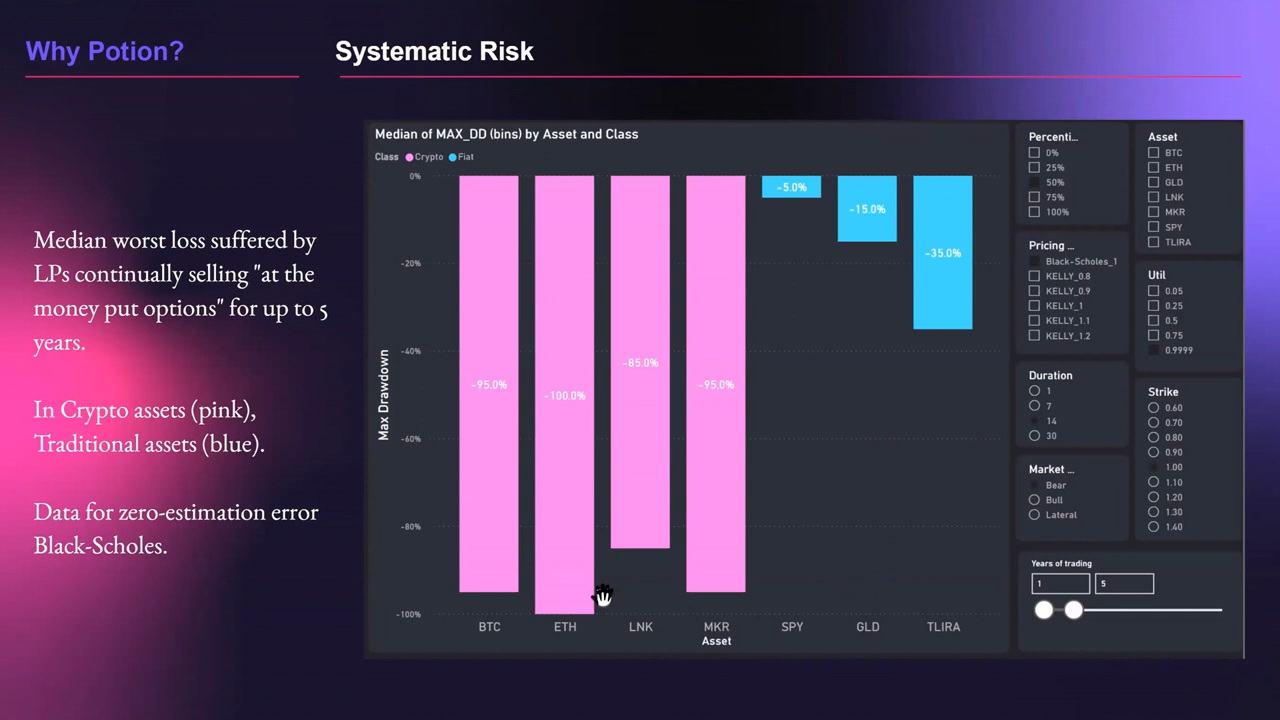 Why Potion?
Systematic Risk
Median worst loss suffered by
LPs continually selling "at the
money put options" for up to 5
years.
In Crypto assets (pink),
Traditional assets (blue).
Data for zero-estimation error
Black-Scholes.
Median of MAX_DD (bins) by Asset and Class
Class Crypto Fiat
Max Drawdown
0%
-20%
-40%
-60%
-80%
-100%
-95.0%
-100.0%
-85.0%
-95.0%
-5.0%
-15.0%
-35.0%
BTC ETH LNK MKR SPY GLD TLIRA
Asset
Percenti...
0%
25%
50%
75%
100%
Pricing ...
Black-Scholes_1
KELLY_0.8
KELLY_0.9
KELLY_1
KELLY_1.1
KELLY_1.2
Duration
1
7
14
30
Market ...
Bear
Bull
Lateral
Asset
BTC
ETH
GLD
LNK
MKR
SPY
TLIRA
Util
0.05
0.25
0.5
0.75
0.9999
Strike
0.60
0.70
0.80
0.90
1.00
1.10
1.20
1.30
1.40
Years of trading
1 5